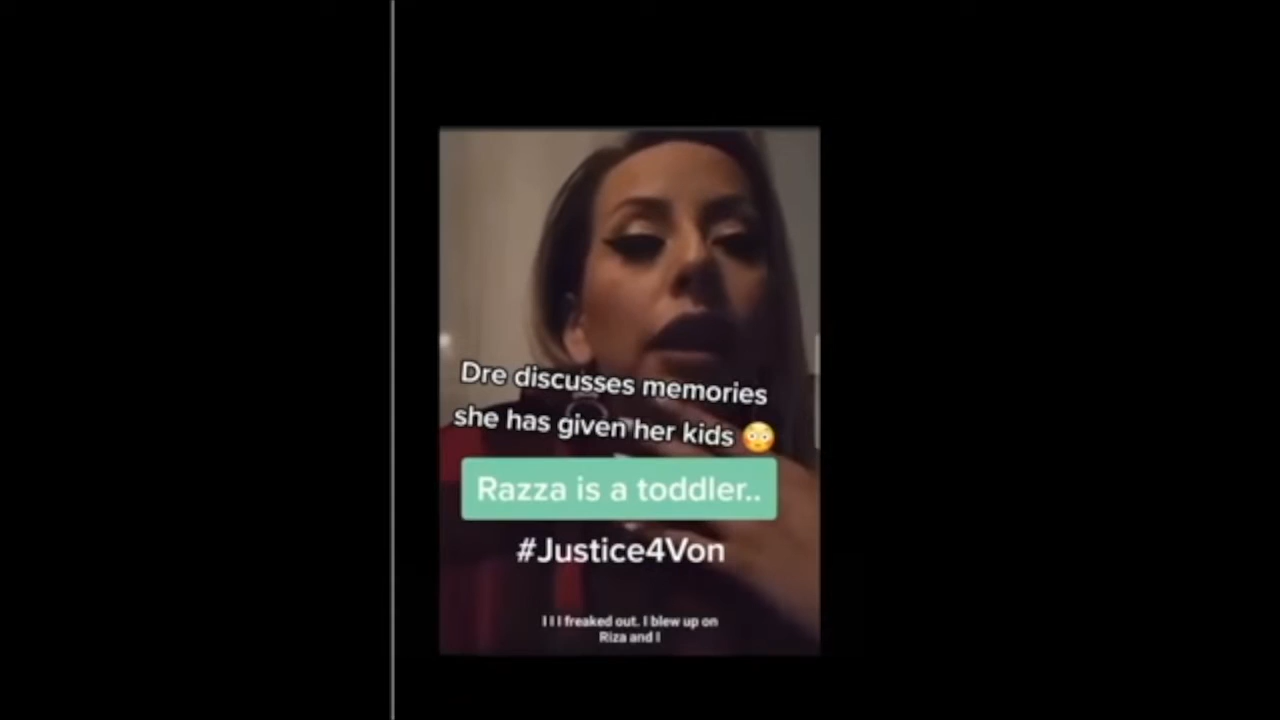 Dre discusses memories
she has given her kids 😳
Razza is a toddler..
#Justice4Von
I I I freaked out. I blew up on
Riza and I